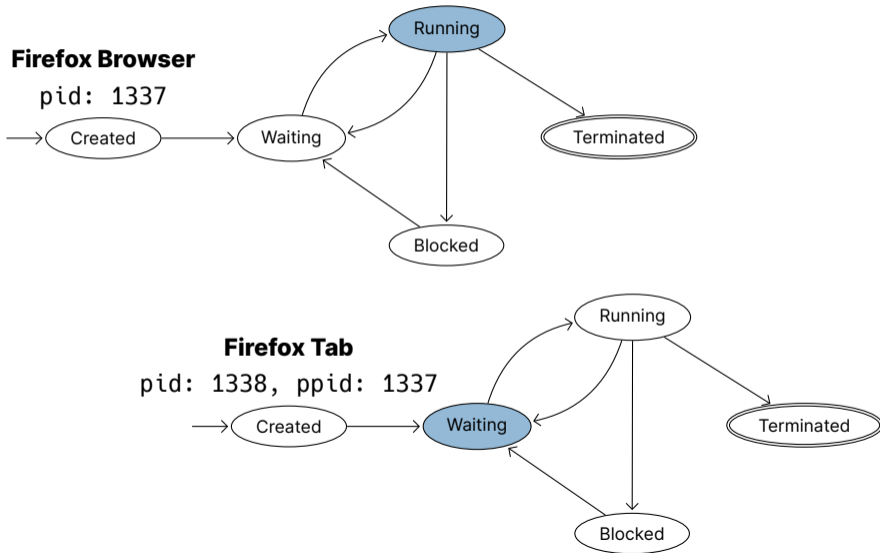 Running
Firefox Browser
pid: 1337
Created
Waiting
Terminated
Blocked
Running
Firefox Tab
pid: 1338, ppid: 1337
Created
Waiting
Terminated
Blocked